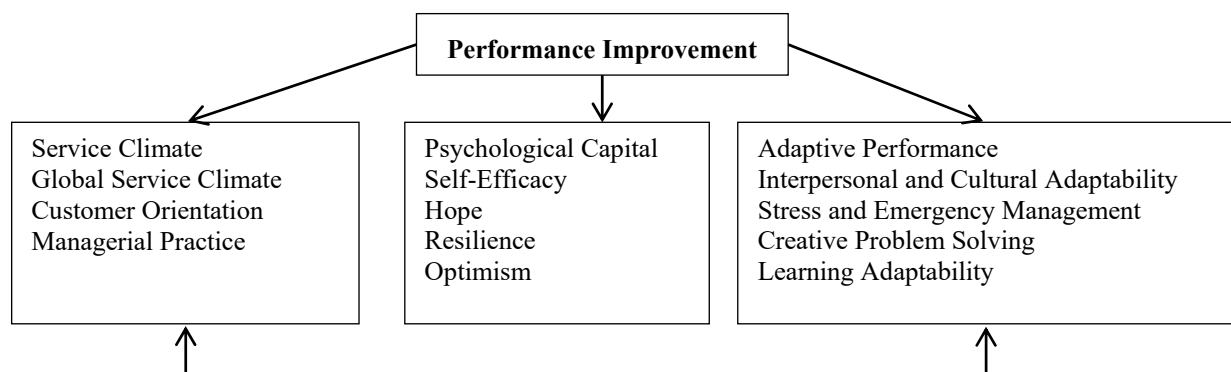 Performance Improvement
Service Climate
Global Service Climate
Customer Orientation
Managerial Practice
Psychological Capital
Self-Efficacy
Hope
Resilience
Optimism
Adaptive Performance
Interpersonal and Cultural Adaptability
Stress and Emergency Management
Creative Problem Solving
Learning Adaptability